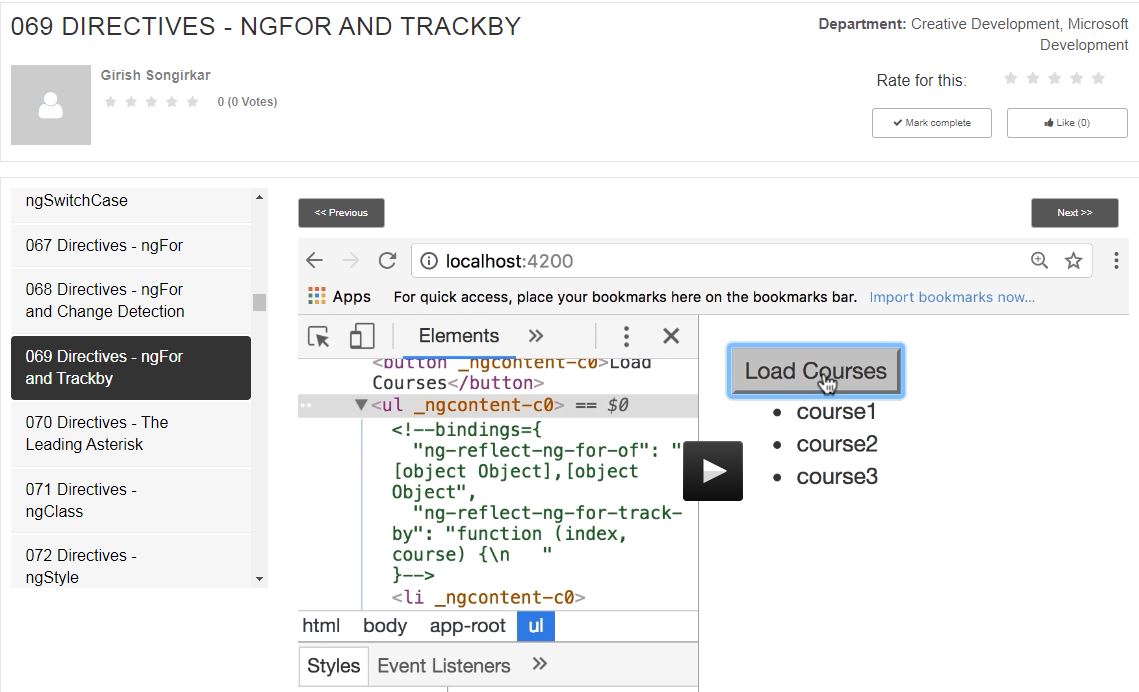 069 DIRECTIVES - NGFOR AND TRACKBY
Department: Creative Development, Microsoft
Development
Girish Songirkar
0 (0 Votes)
Rate for this:
Mark complete
Like (0)
ngSwitchCase
067 Directives - ngFor
068 Directives - ngFor
and Change Detection
069 Directives - ngFor
and Trackby
070 Directives - The
Leading Asterisk
071 Directives -
ngClass
072 Directives -
ngStyle
<< Previous
Next >>
localhost:4200
Apps
For quick access, place your bookmarks here on the bookmarks bar.
Import bookmarks now...
Elements
<button _ngcontent-c0>Load
Courses</button>
<ul _ngcontent-c0> == $0
<!--bindings={
"ng-reflect-ng-for-of": "
[object Object],[object
Object",
"ng-reflect-ng-for-track-
by": "function (index,
course) {\n "
}-->
<li _ngcontent-c0>
html body app-root ul
Styles Event Listeners
Load Courses
course1
course2
course3